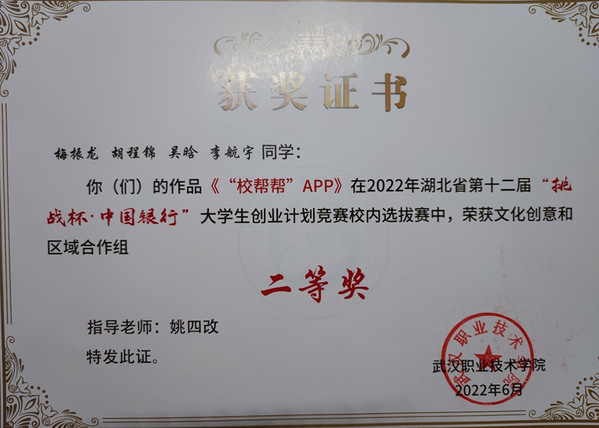 获奖证书
梅振龙 胡程锦 吴晗 李航宇 同学：
你（们）的作品《“校帮帮”APP》在2022年湖北省第十二届“挑
战杯·中国银行”大学生创业计划竞赛校内选拔赛中，荣获文化创意和
区域合作组
二等奖
指导老师：姚四改
特发此证。
武汉职业技术学院
武汉职业技术学院
2022年6月